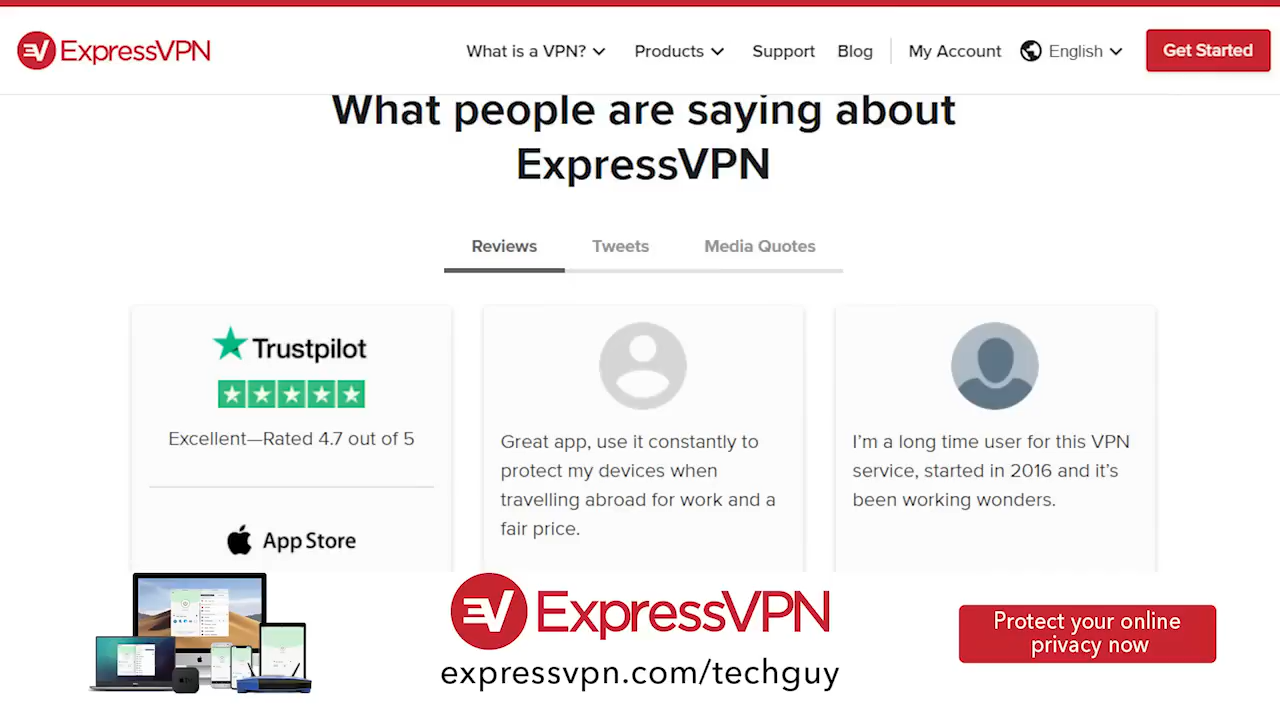 ExpressVPN
What is a VPN?
Products
Support
Blog
My Account
English
Get Started
What people are saying about
ExpressVPN
Reviews
Tweets
Media Quotes
Trustpilot
Excellent—Rated 4.7 out of 5
App Store
Great app, use it constantly to
protect my devices when
travelling abroad for work and a
fair price.
I'm a long time user for this VPN
service, started in 2016 and it's
been working wonders.
ExpressVPN
expressvpn.com/techguy
Protect your online
privacy now